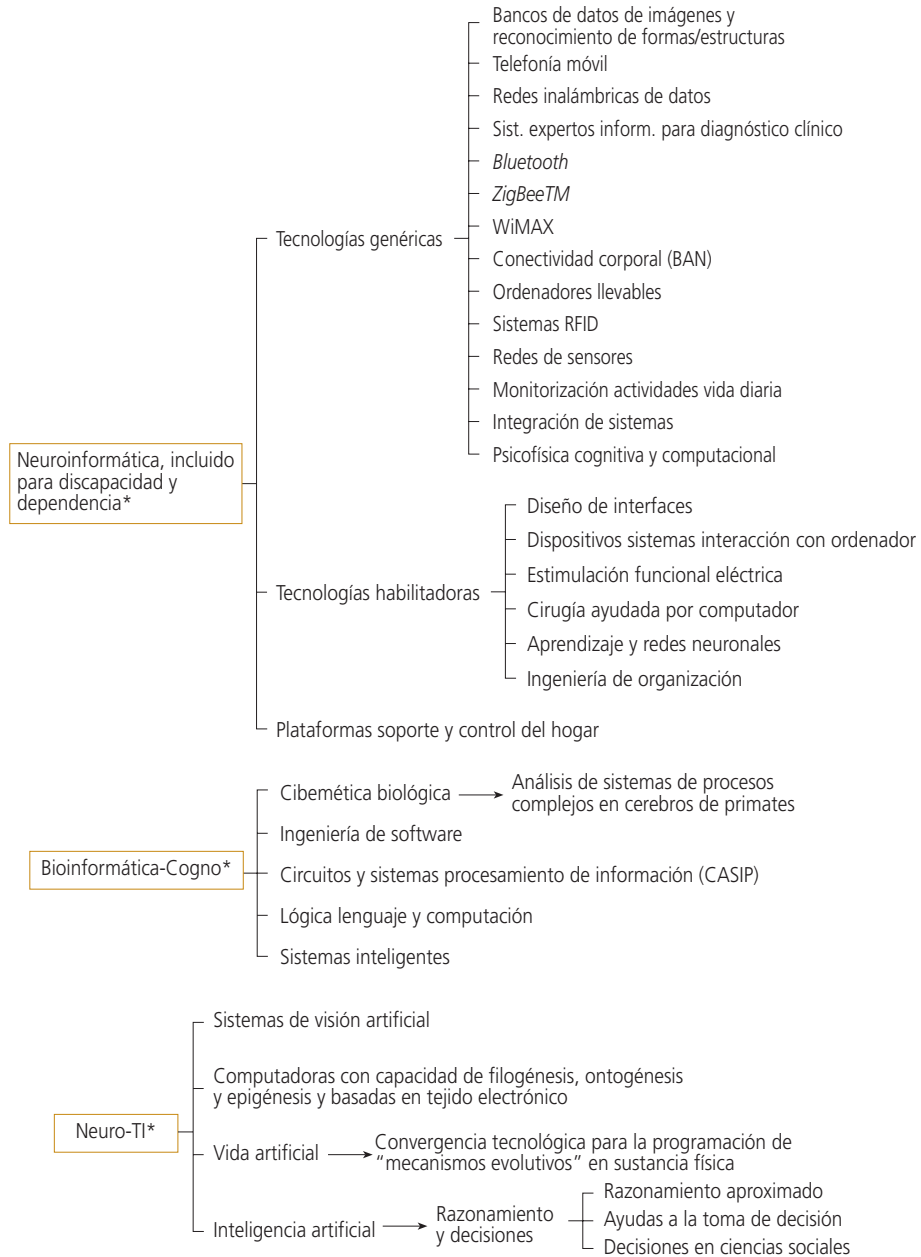 Bancos de datos de imágenes y
reconocimiento de formas/estructuras
Telefonía móvil
Redes inalámbricas de datos
Sist. expertos inform. para diagnóstico clínico
Bluetooth
ZigBeeTM
Tecnologías genéricas
WiMAX
Conectividad corporal (BAN)
Ordenadores llevables
Sistemas RFID
Redes de sensores
Monitorización actividades vida diaria
Integración de sistemas
Psicofísica cognitiva y computacional
Neuroinformática, incluido
para discapacidad y
dependencia*
Diseño de interfaces
Dispositivos sistemas interacción con ordenador
Estimulación funcional eléctrica
Tecnologías habilitadoras
Cirugía ayudada por computador
Aprendizaje y redes neuronales
Ingeniería de organización
Plataformas soporte y control del hogar
Cibernética biológica
Análisis de sistemas de procesos
complejos en cerebros de primates
Ingeniería de software
Bioinformática-Cogno*
Circuitos y sistemas procesamiento de información (CASIP)
Lógica lenguaje y computación
Sistemas inteligentes
Sistemas de visión artificial
Computadoras con capacidad de filogénesis, ontogénesis
y epigénesis y basadas en tejido electrónico
Neuro-TI*
Vida artificial
Convergencia tecnológica para la programación de
“mecanismos evolutivos” en sustancia física
Inteligencia artificial
Razonamiento
y decisiones
Razonamiento aproximado
Ayudas a la toma de decisión
Decisiones en ciencias sociales